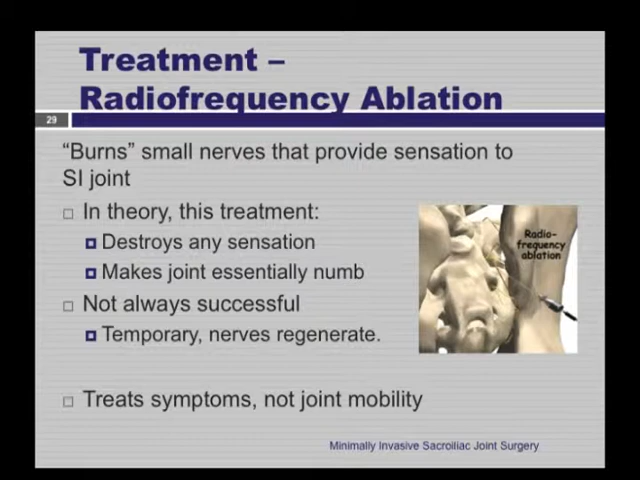 Treatment –
Radiofrequency Ablation
29
“Burns” small nerves that provide sensation to
SI joint
In theory, this treatment:
Destroys any sensation
Makes joint essentially numb
Not always successful
Temporary, nerves regenerate.
Treats symptoms, not joint mobility
Radio-
frequency
ablation
Minimally Invasive Sacroiliac Joint Surgery